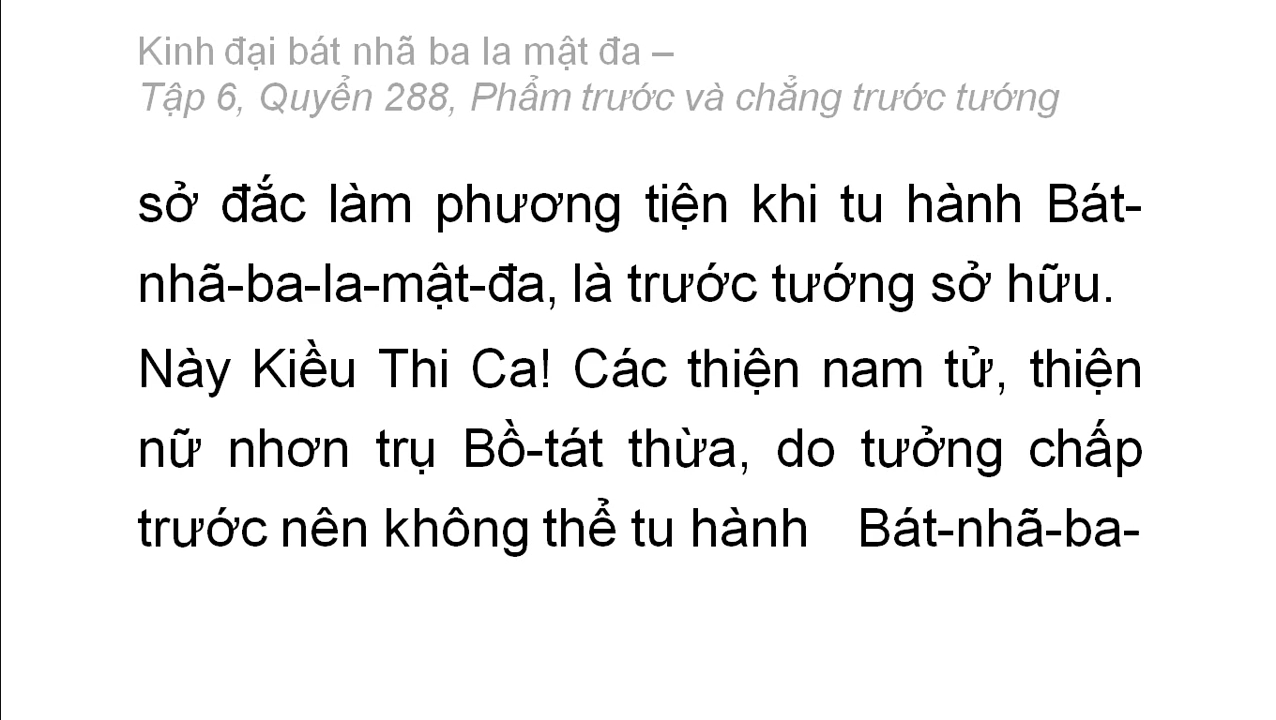 Kinh đại bát nhã ba la mật đa –
Tập 6, Quyển 288, Phẩm trước và chẳng trước tướng
sở đắc làm phương tiện khi tu hành Bát-
nhã-ba-la-mật-đa, là trước tướng sở hữu.
Này Kiều Thi Ca! Các thiện nam tử, thiện
nữ nhơn trụ Bồ-tát thừa, do tưởng chấp
trước nên không thể tu hành Bát-nhã-ba-